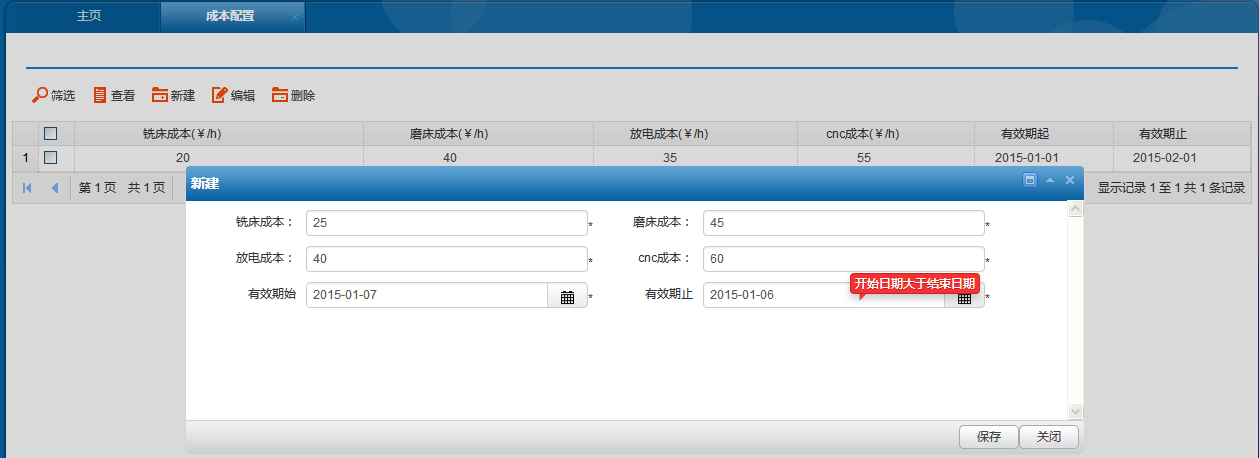 主页 成本配置
筛选 查看 新建 编辑 删除
铣床成本(￥/h) 磨床成本(￥/h) 放电成本(￥/h) cnc成本(￥/h) 有效期起 有效期止
1 20 40 35 55 2015-01-01 2015-02-01
第 1 页 共 1 页 显示记录 1 至 1 共 1 条记录
新建
铣床成本： 25 * 磨床成本： 45 *
放电成本： 40 * cnc成本： 60 *
开始日期大于结束日期
有效期始 2015-01-07 * 有效期止 2015-01-06 *
保存 关闭